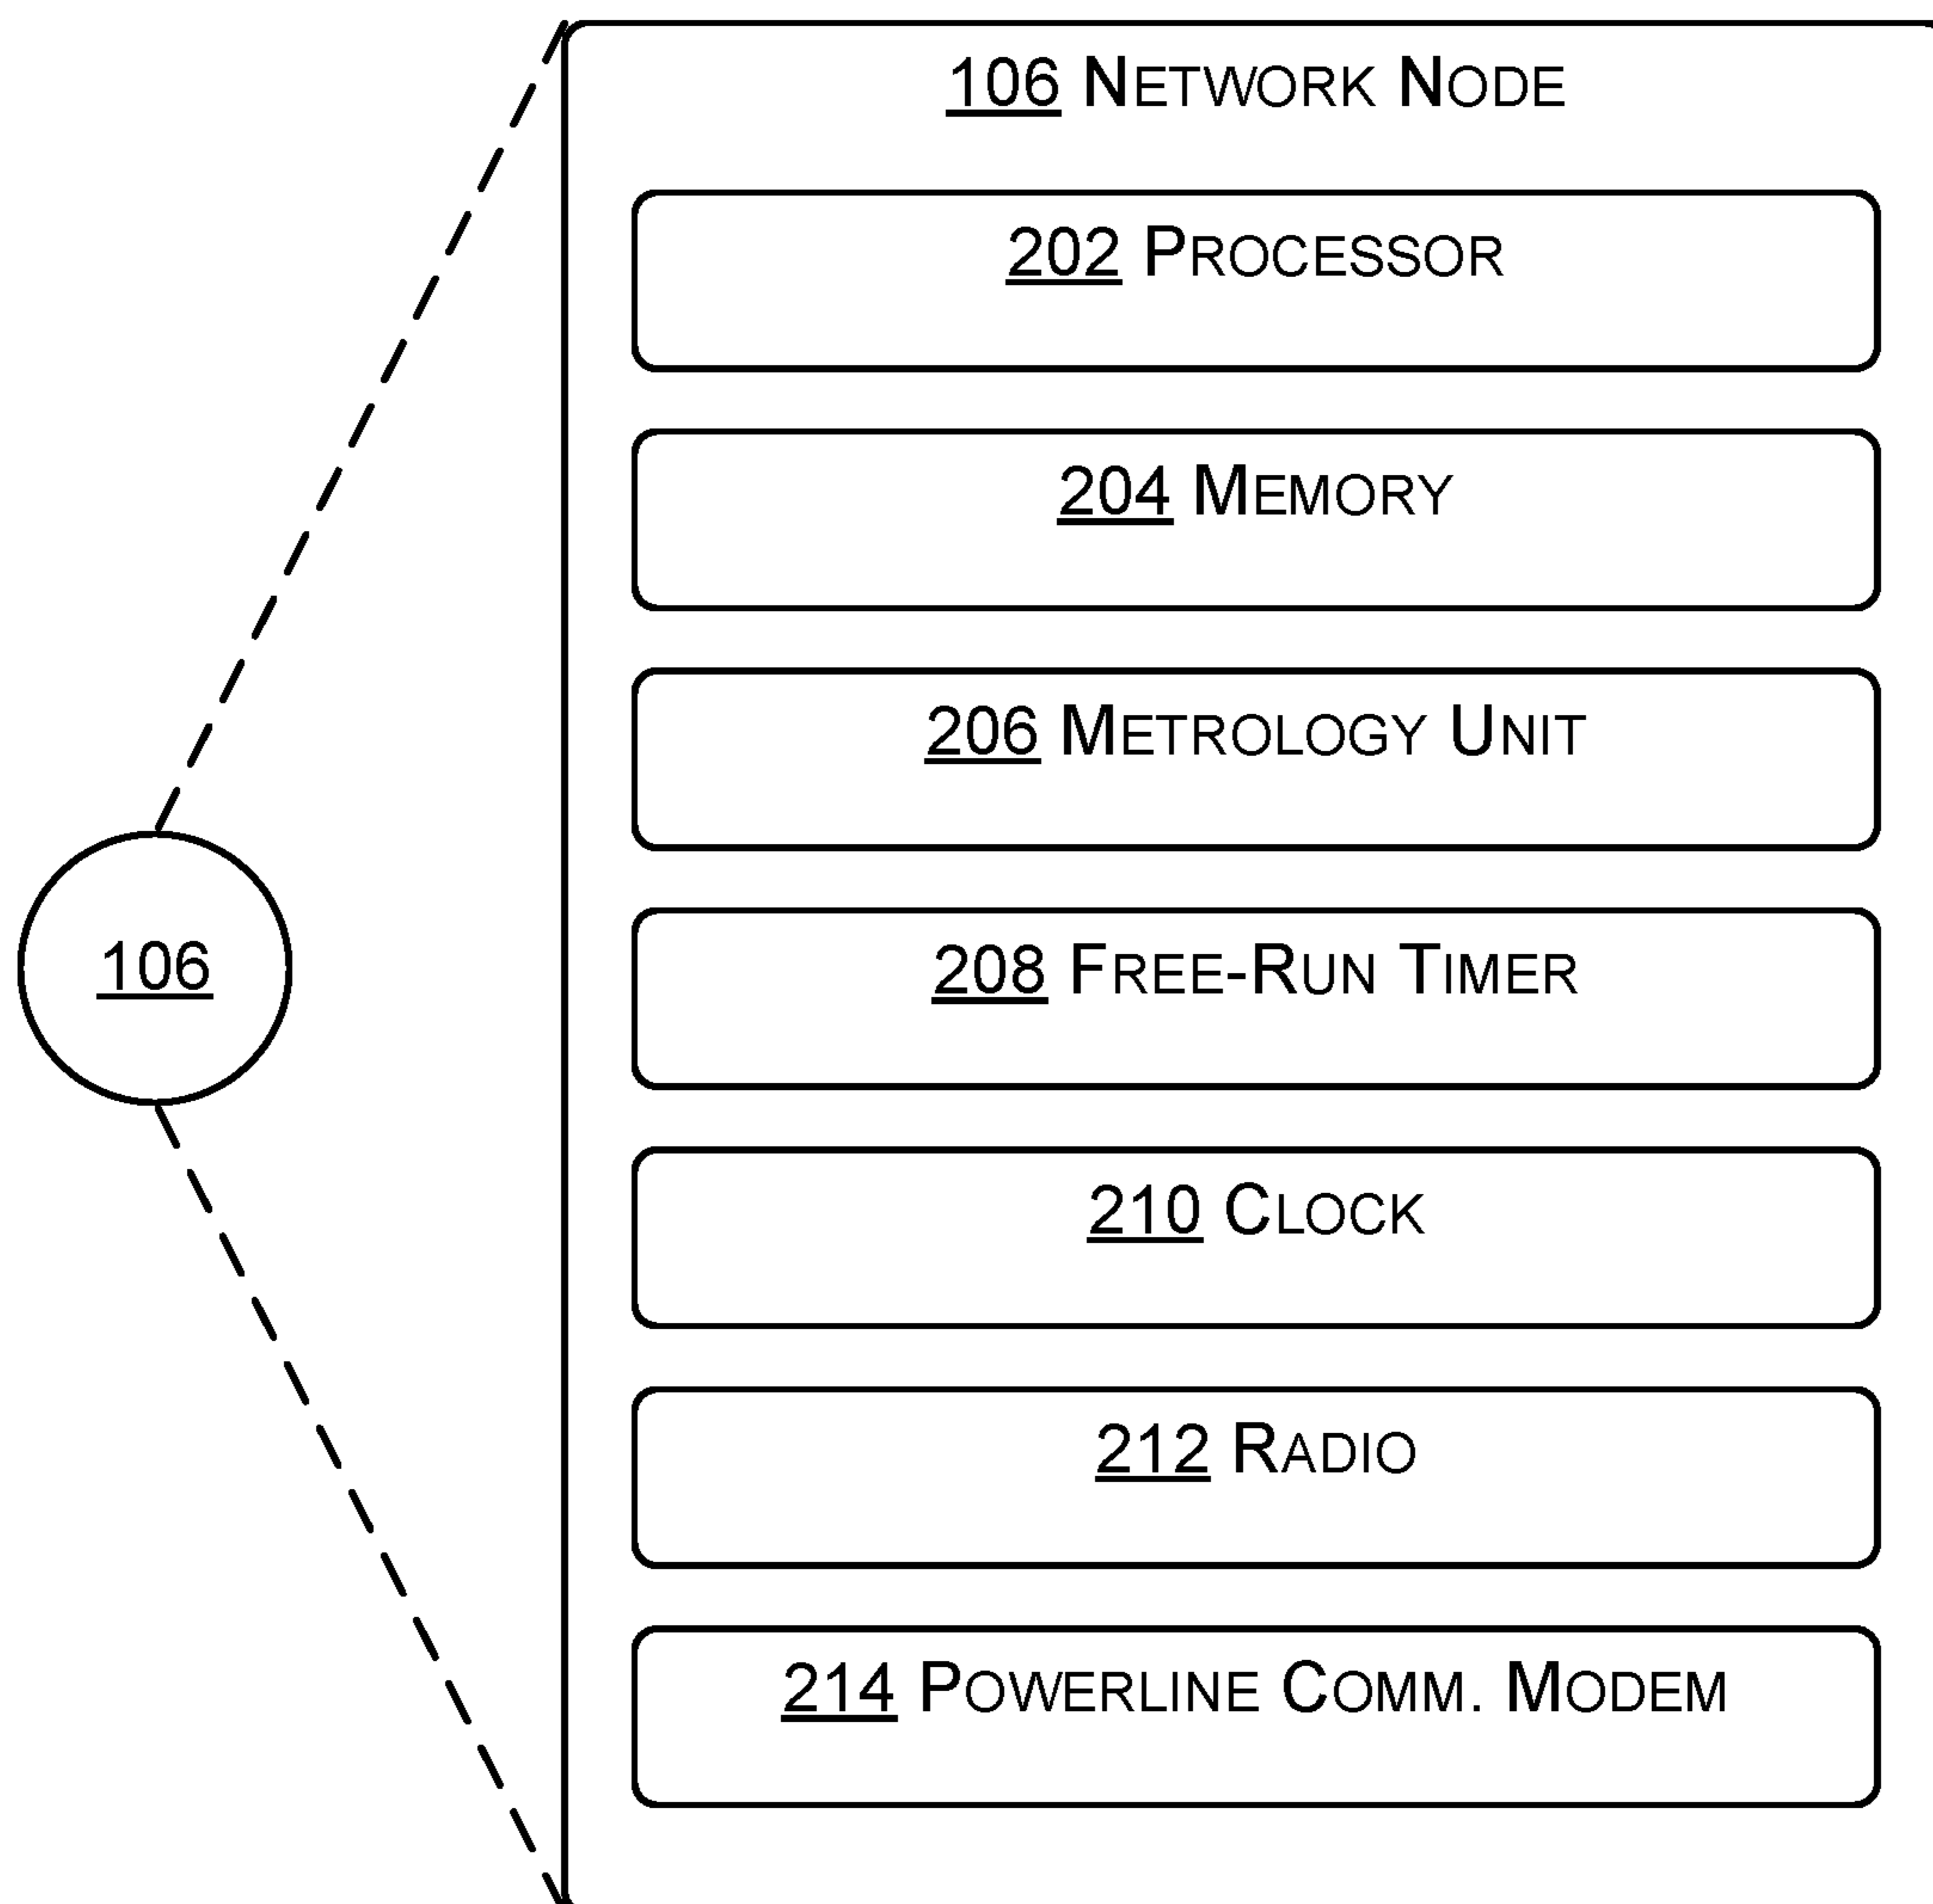 106 NETWORK NODE
202 PROCESSOR
204 MEMORY
206 METROLOGY UNIT
106
208 FREE-RUN TIMER
210 CLOCK
212 RADIO
214 POWERLINE COMM. MODEM